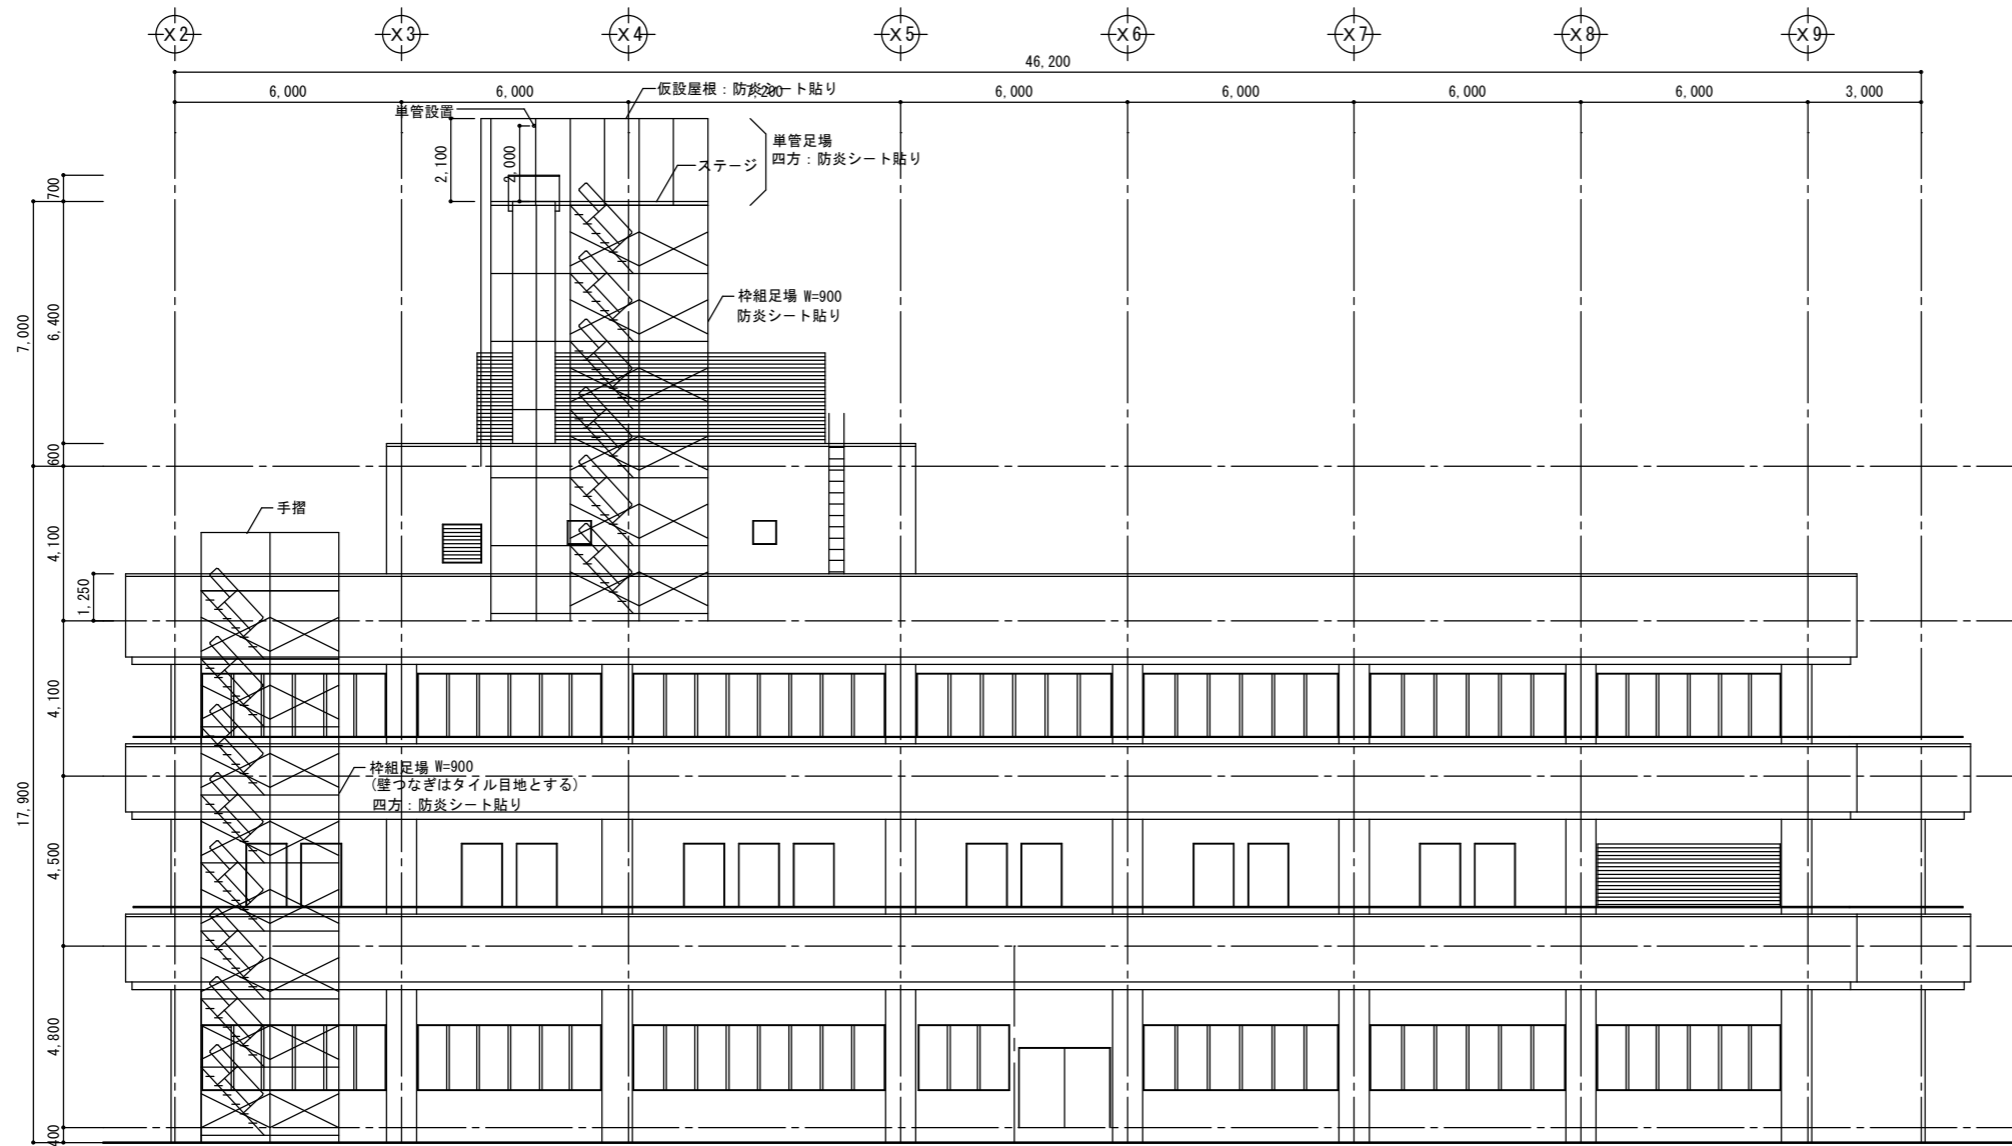 X2 X3 X4 X5 X6 X7 X8 X9
46,200
6,000 6,000 7,200 6,000 6,000 6,000 6,000 3,000
仮設屋根：防炎シート貼り
単管設置
単管足場
四方：防炎シート貼り
ステージ
2,100
2,000
700
枠組足場 W=900
防炎シート貼り
7,000
6,400
600
手摺
4,100
1,250
4,100
枠組足場 W=900
(壁つなぎはタイル目地とする)
四方：防炎シート貼り
17,900
4,500
4,800
400